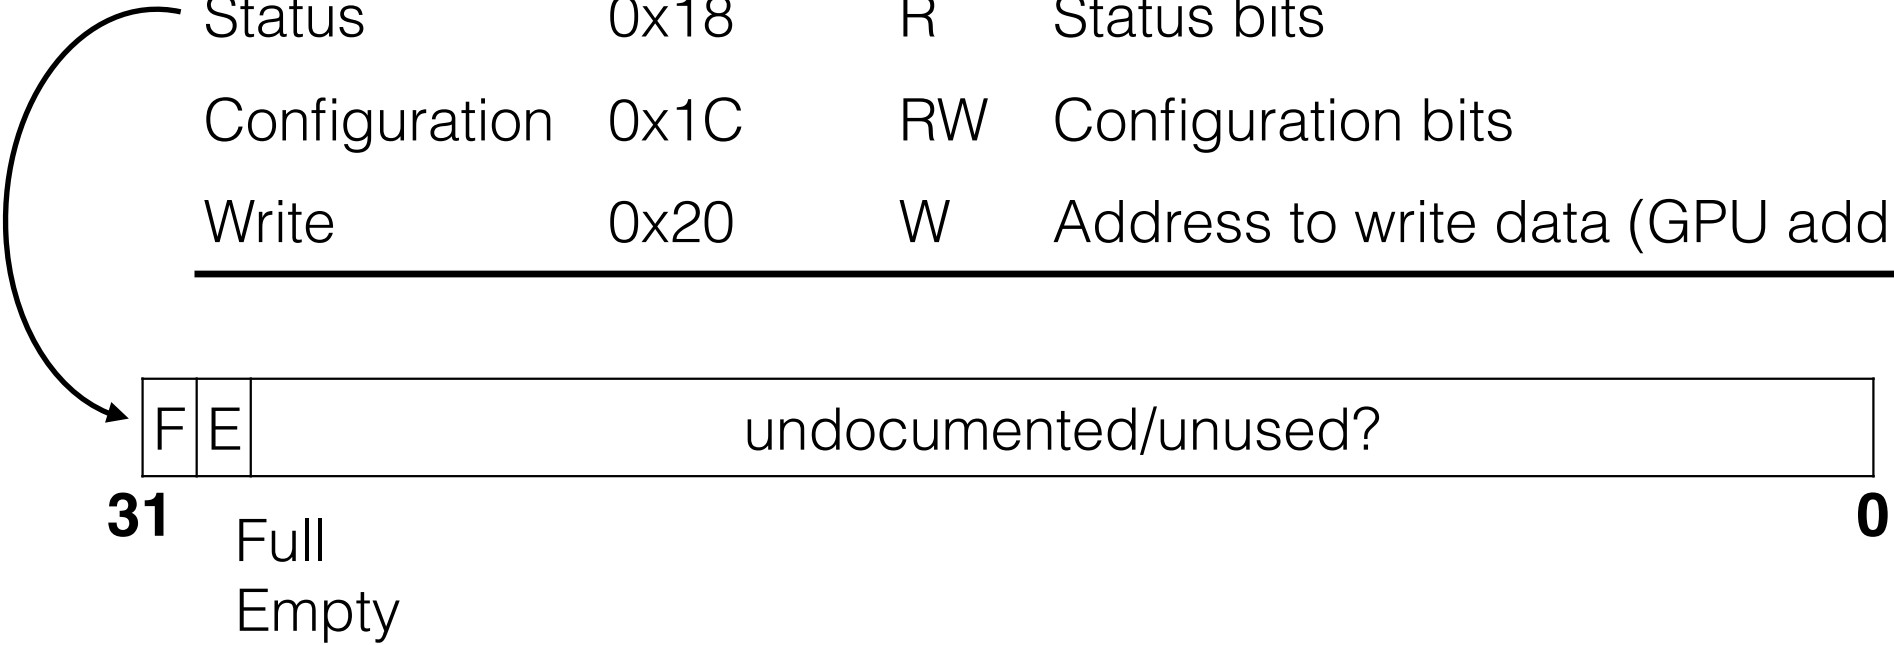 Status 0x18 R Status bits
Configuration 0x1C RW Configuration bits
Write 0x20 W Address to write data (GPU add
F E undocumented/unused?
31 0
Full
Empty